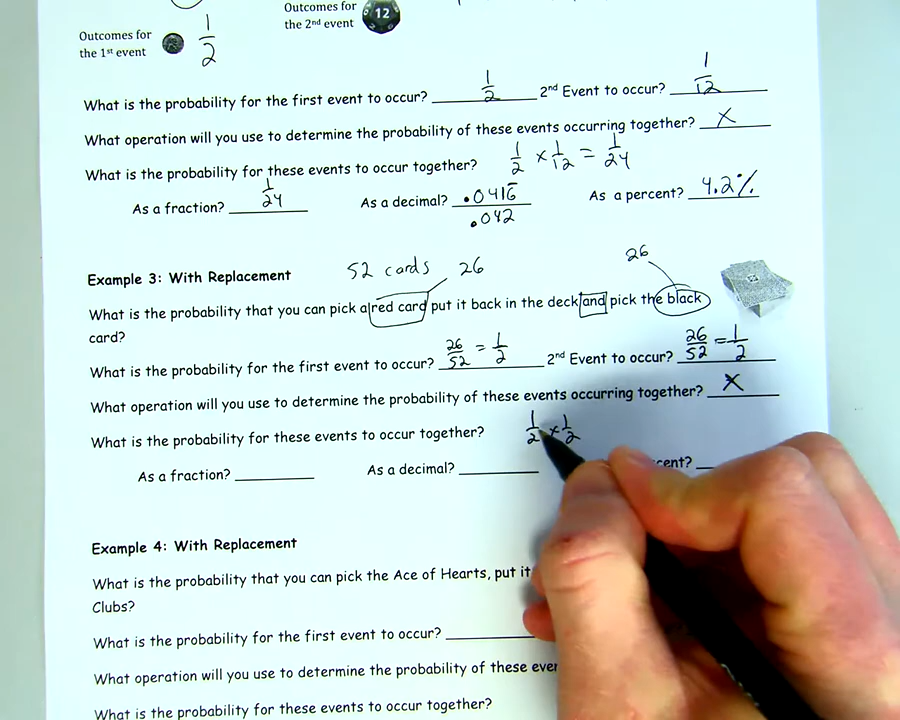 Outcomes for the 1st event 1/2
Outcomes for the 2nd event 12
What is the probability for the first event to occur? 1/2 2nd Event to occur? 1/12
What operation will you use to determine the probability of these events occurring together? X
What is the probability for these events to occur together? 1/2 x 1/12 = 1/24
As a fraction? 1/24 As a decimal? .0416̅ As a percent? 4.2%
.042
Example 3: With Replacement 52 cards 26 26
What is the probability that you can pick a red card put it back in the deck and pick the black
card?
What is the probability for the first event to occur? 26/52 = 1/2 2nd Event to occur? 26/52 = 1/2
What operation will you use to determine the probability of these events occurring together? X
What is the probability for these events to occur together? 1/2 x 1/2
As a fraction? As a decimal? cent?
Example 4: With Replacement
What is the probability that you can pick the Ace of Hearts, put it
Clubs?
What is the probability for the first event to occur?
What operation will you use to determine the probability of these even
What is the probability for these events to occur together?